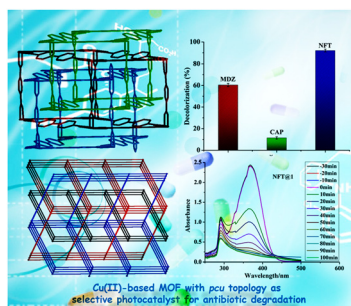 NFT
MDZ
CAP
Decolorization (%)
100
80
60
40
20
0
2.5
2.0
1.5
1.0
0.5
0.0
Absorbance
NFT@1
-30min
-20min
-10min
0min
10min
20min
30min
40min
50min
60min
70min
80min
90min
100min
300
400
500
600
Wavelength/nm
Cu(II)-based MOF with pcu topology as
selective photocatalyst for antibiotic degradation